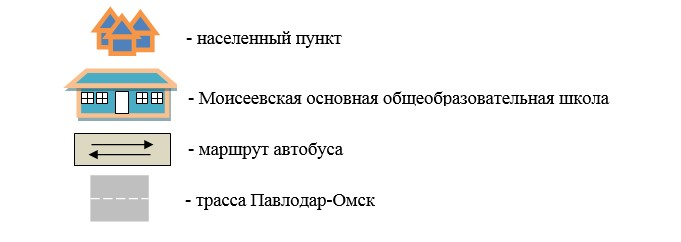 - населенный пункт
- Моисеевская основная общеобразовательная школа
- маршрут автобуса
- трасса Павлодар-Омск